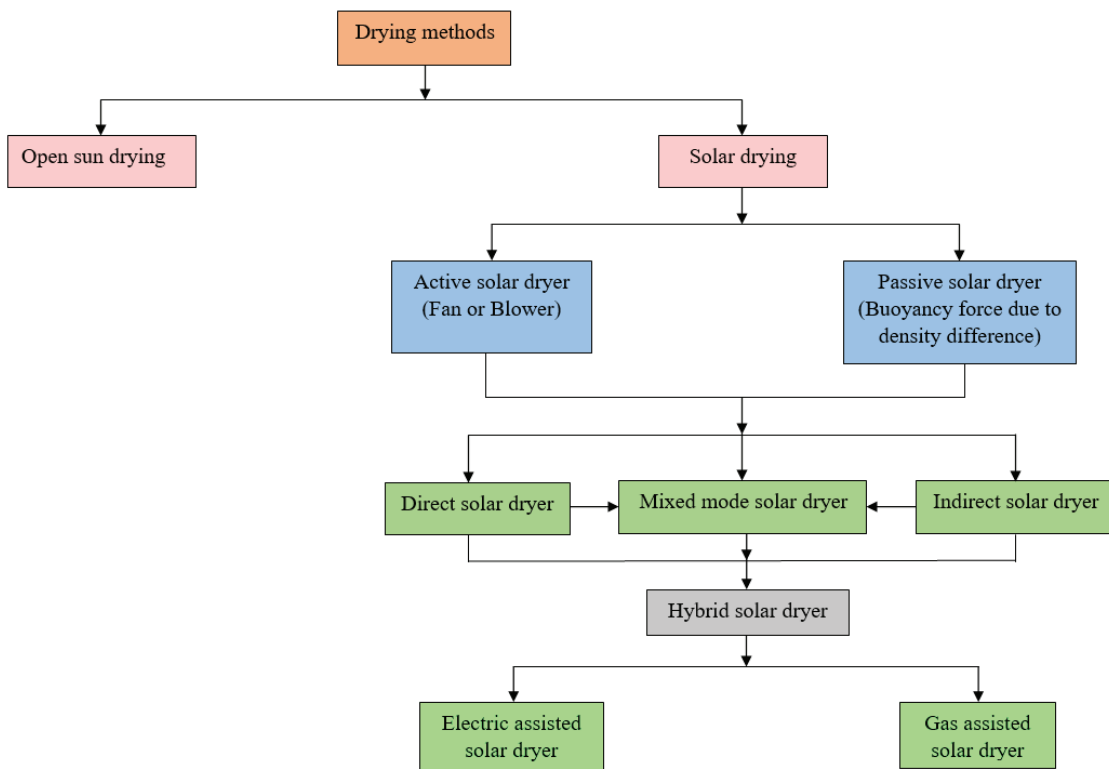 Drying methods
Open sun drying
Solar drying
Active solar dryer
(Fan or Blower)
Passive solar dryer
(Buoyancy force due to
density difference)
Direct solar dryer
Mixed mode solar dryer
Indirect solar dryer
Hybrid solar dryer
Electric assisted
solar dryer
Gas assisted
solar dryer